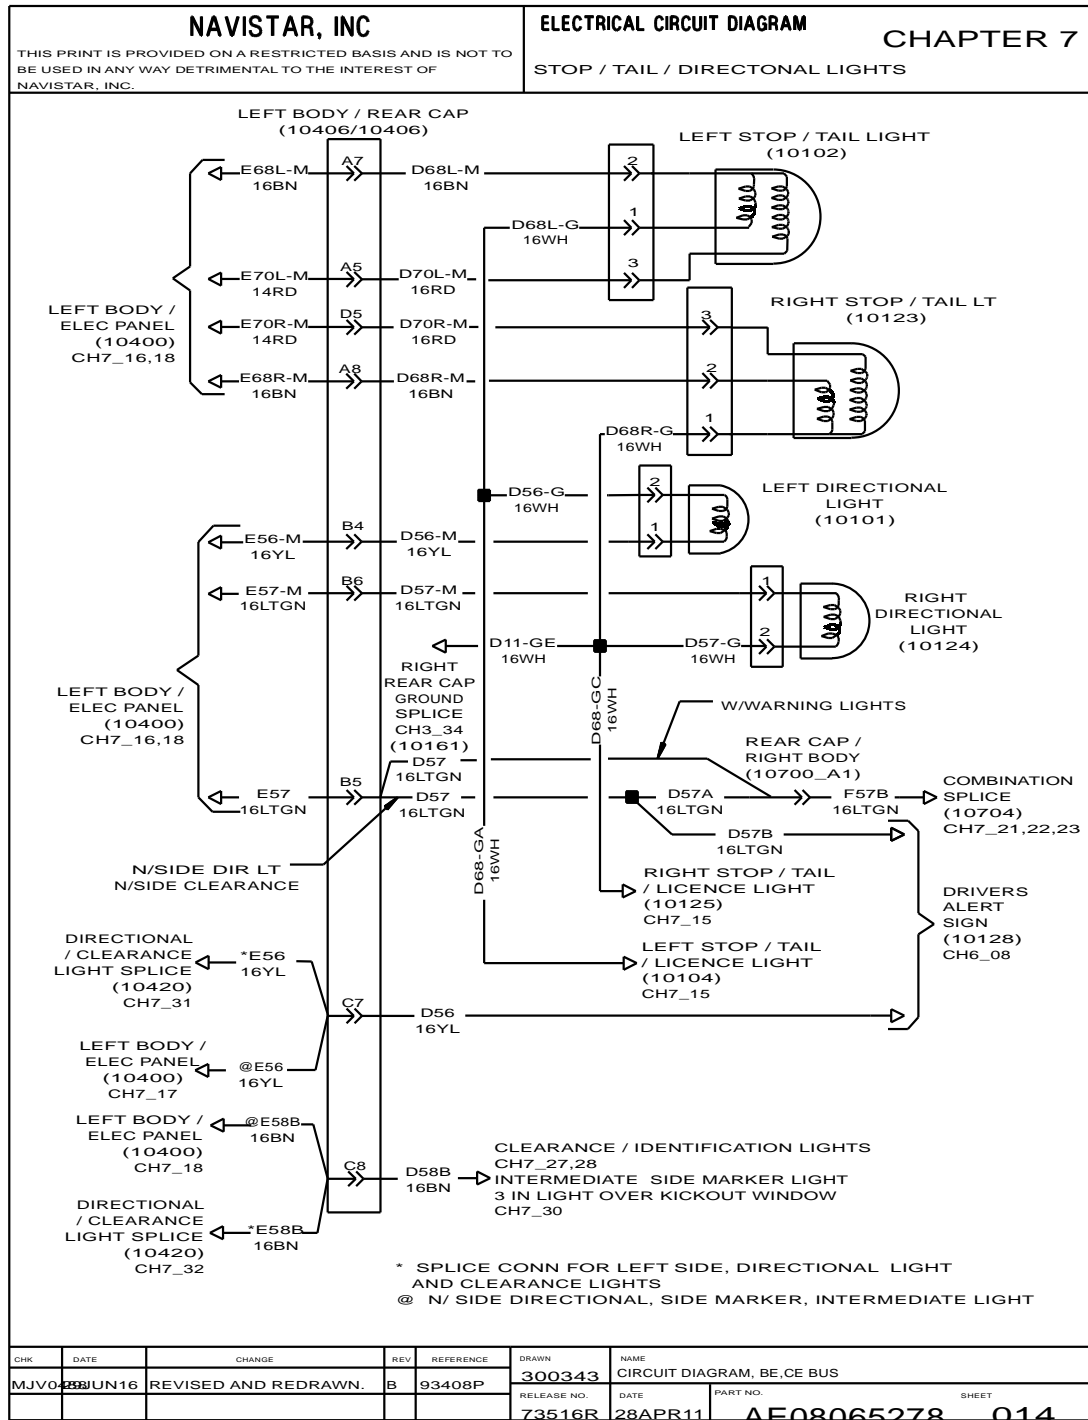 NAVISTAR, INC
THIS PRINT IS PROVIDED ON A RESTRICTED BASIS AND IS NOT TO
BE USED IN ANY WAY DETRIMENTAL TO THE INTEREST OF
NAVISTAR, INC.
ELECTRICAL CIRCUIT DIAGRAM
CHAPTER 7
STOP / TAIL / DIRECTONAL LIGHTS
LEFT BODY / REAR CAP
(10406/10406)
LEFT STOP / TAIL LIGHT
(10102)
E68L-M
16BN
A7
D68L-M
16BN
2
D68L-G
16WH
1
E70L-M
14RD
A5
D70L-M
16RD
3
LEFT BODY /
ELEC PANEL
(10400)
CH7_16,18
RIGHT STOP / TAIL LT
(10123)
E70R-M
14RD
D5
D70R-M
16RD
3
E68R-M
16BN
A8
D68R-M
16BN
2
D68R-G
16WH
1
D56-G
16WH
2
LEFT DIRECTIONAL
LIGHT
(10101)
E56-M
16YL
B4
D56-M
16YL
1
E57-M
16LTGN
B6
D57-M
16LTGN
1
RIGHT
DIRECTIONAL
LIGHT
(10124)
D11-GE
16WH
D57-G
16WH
2
RIGHT
REAR CAP
GROUND
SPLICE
CH3_34
(10161)
D68-GC
16WH
LEFT BODY /
ELEC PANEL
(10400)
CH7_16,18
W/WARNING LIGHTS
REAR CAP /
RIGHT BODY
(10700_A1)
D57
16LTGN
E57
16LTGN
B5
D57
16LTGN
D57A
16LTGN
F57B
16LTGN
COMBINATION
SPLICE
(10704)
CH7_21,22,23
D57B
16LTGN
D68-GA
16WH
N/SIDE DIR LT
N/SIDE CLEARANCE
RIGHT STOP / TAIL
/ LICENCE LIGHT
(10125)
CH7_15
DRIVERS
ALERT
SIGN
(10128)
CH6_08
LEFT STOP / TAIL
/ LICENCE LIGHT
(10104)
CH7_15
DIRECTIONAL
/ CLEARANCE
LIGHT SPLICE
(10420)
CH7_31
*E56
16YL
C7
D56
16YL
LEFT BODY /
ELEC PANEL
(10400)
CH7_17
@E56
16YL
LEFT BODY /
ELEC PANEL
(10400)
CH7_18
@E58B
16BN
C8
D58B
16BN
CLEARANCE / IDENTIFICATION LIGHTS
CH7_27,28
INTERMEDIATE SIDE MARKER LIGHT
3 IN LIGHT OVER KICKOUT WINDOW
CH7_30
DIRECTIONAL
/ CLEARANCE
LIGHT SPLICE
(10420)
CH7_32
*E58B
16BN
* SPLICE CONN FOR LEFT SIDE, DIRECTIONAL LIGHT
AND CLEARANCE LIGHTS
@ N/ SIDE DIRECTIONAL, SIDE MARKER, INTERMEDIATE LIGHT
CHK DATE CHANGE REV REFERENCE
REVISED AND REDRAWN. B 93408P
DRAWN
300343
NAME
CIRCUIT DIAGRAM, BE,CE BUS
RELEASE NO.
73516R
DATE
28APR11
PART NO.
AE08065278
SHEET
014